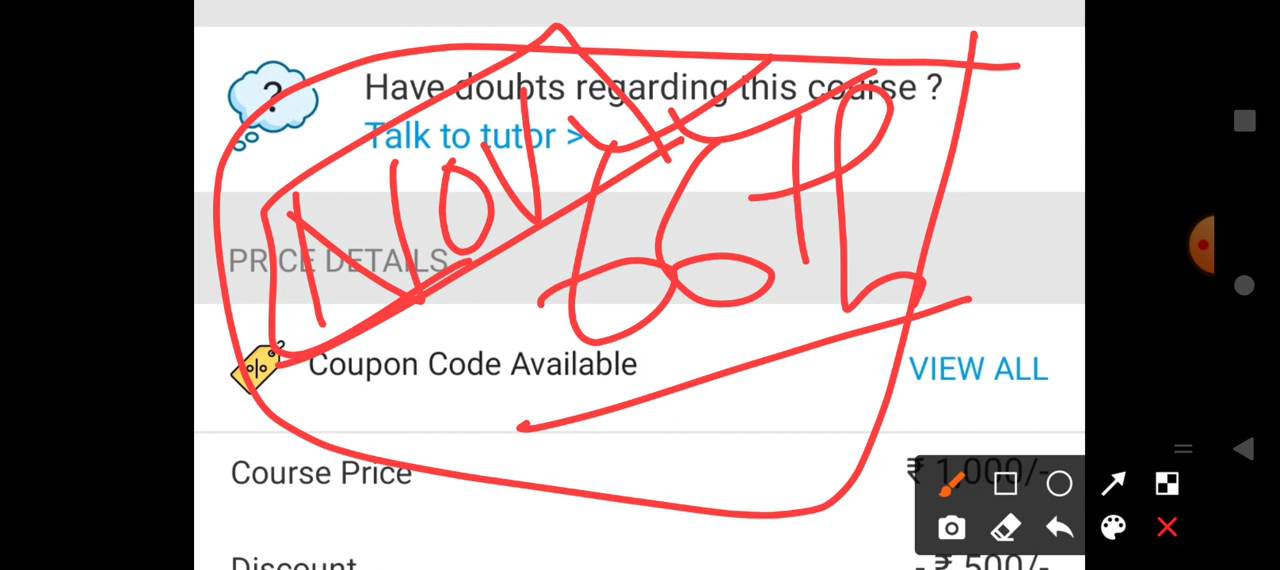 ?
Have doubts regarding this course ?
Talk to tutor >
NOV
PRICE DETAILS
%
Coupon Code Available
VIEW ALL
Course Price
₹ 1,000/-
Discount
- ₹ 500/-